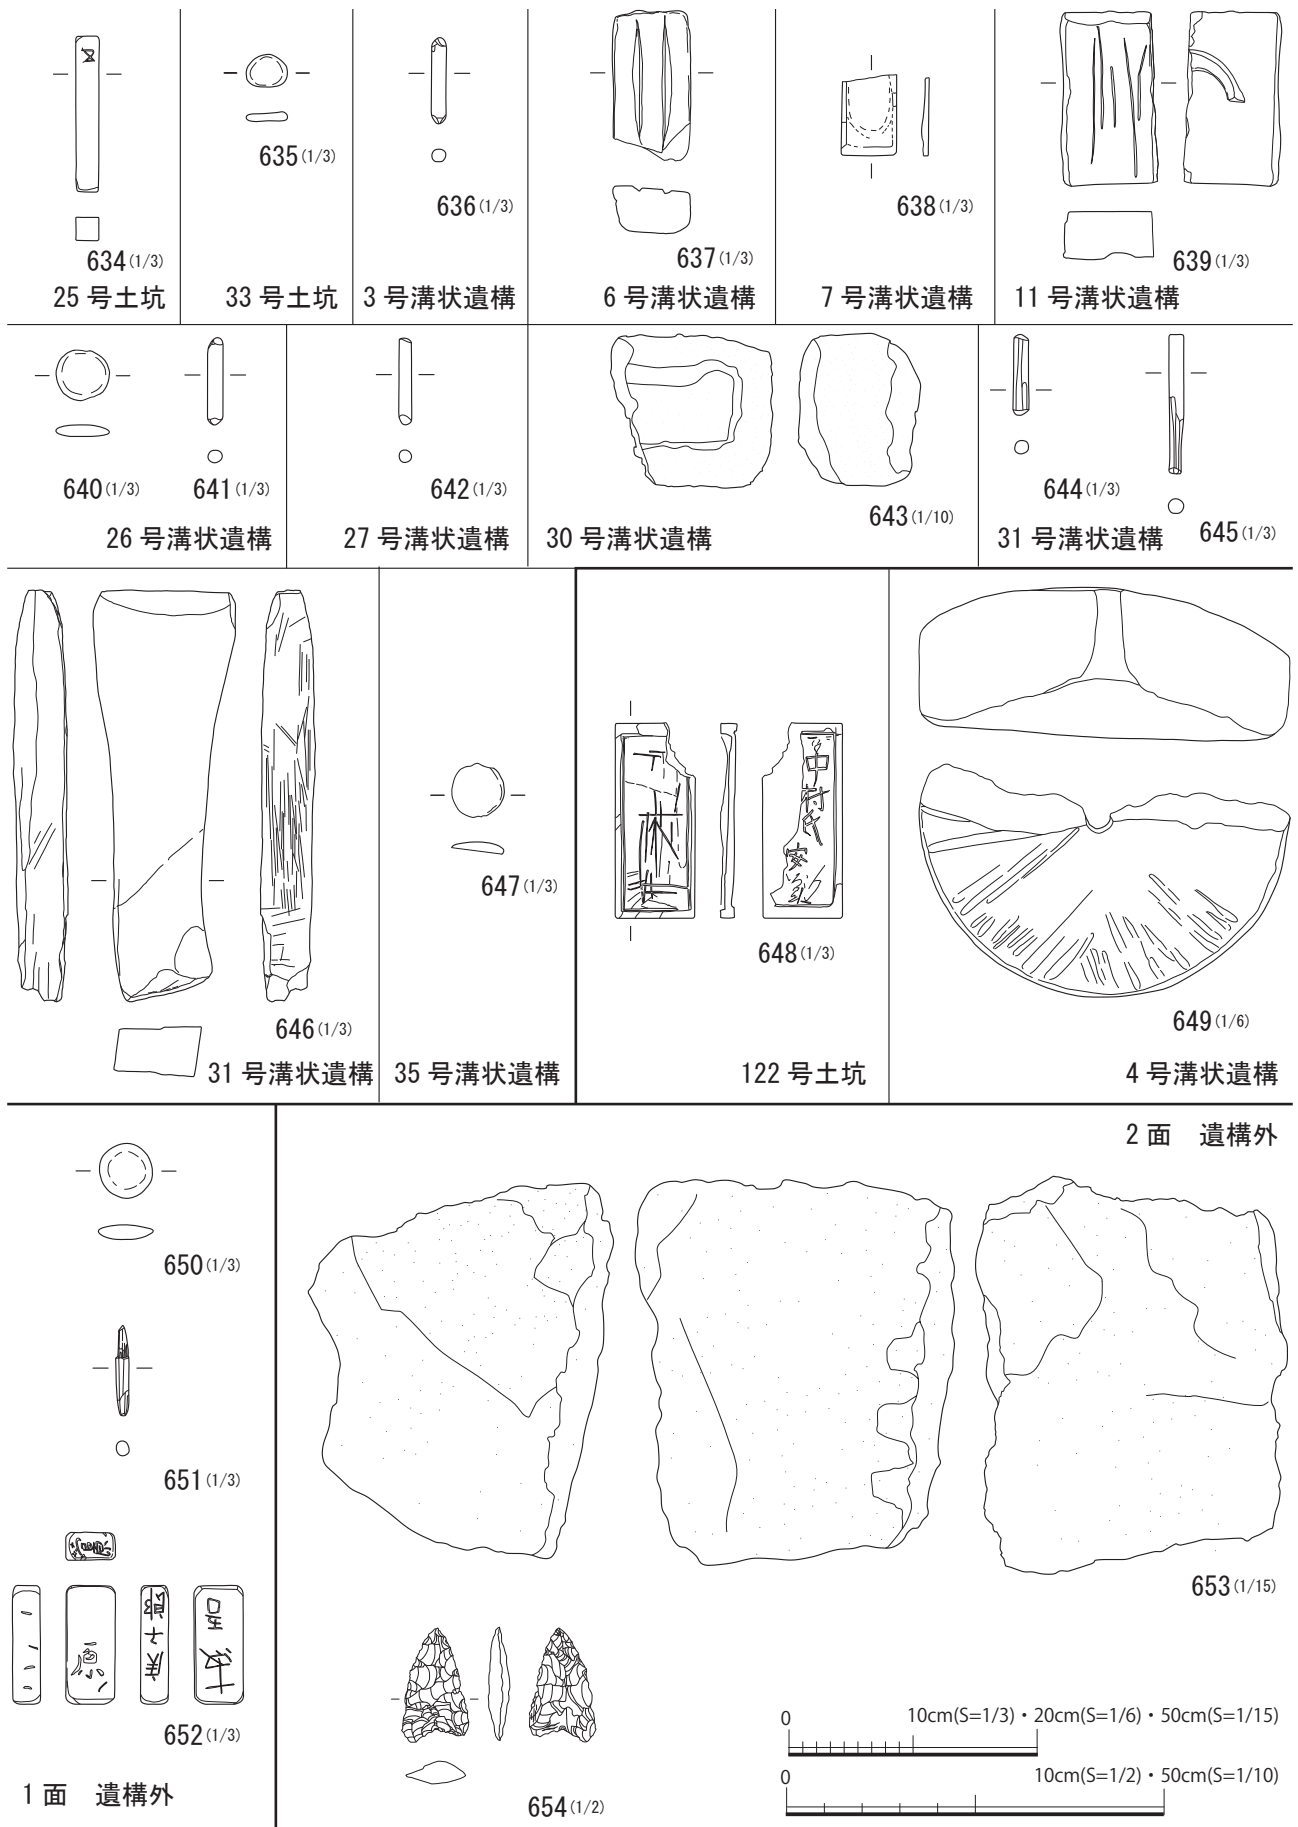 634(1/3)
25 号土坑
635(1/3)
33 号土坑
636(1/3)
3 号溝状遺構
637(1/3)
6 号溝状遺構
638(1/3)
7 号溝状遺構
639(1/3)
11 号溝状遺構
640(1/3)
641(1/3)
26 号溝状遺構
642(1/3)
27 号溝状遺構
643(1/10)
30 号溝状遺構
644(1/3)
645(1/3)
31 号溝状遺構
646(1/3)
31 号溝状遺構
647(1/3)
35 号溝状遺構
中村氏
648(1/3)
122 号土坑
649(1/6)
4 号溝状遺構
650(1/3)
651(1/3)
652(1/3)
1 面　遺構外
2 面　遺構外
653(1/15)
654(1/2)
0
10cm(S=1/3)・20cm(S=1/6)・50cm(S=1/15)
0
10cm(S=1/2)・50cm(S=1/10)